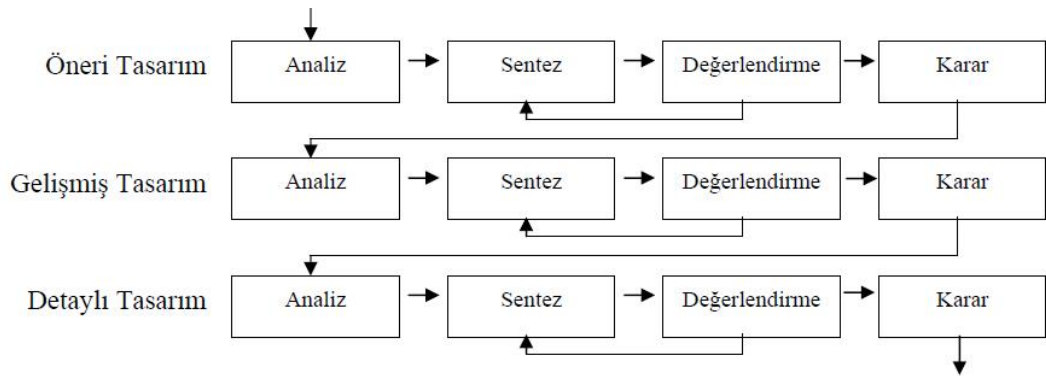 Öneri Tasarım Analiz Sentez Değerlendirme Karar
Gelişmiş Tasarım Analiz Sentez Değerlendirme Karar
Detaylı Tasarım Analiz Sentez Değerlendirme Karar